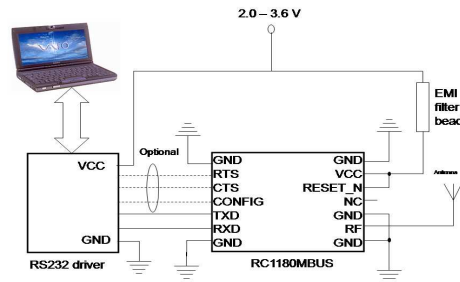 2.0 – 3.6 V
EMI
filter
bead
Optional
Antenna
VCC
GND
GND
RTS
CTS
CONFIG
TXD
RXD
GND
GND
VCC
RESET_N
NC
GND
RF
GND
RS232 driver
RC1180MBUS